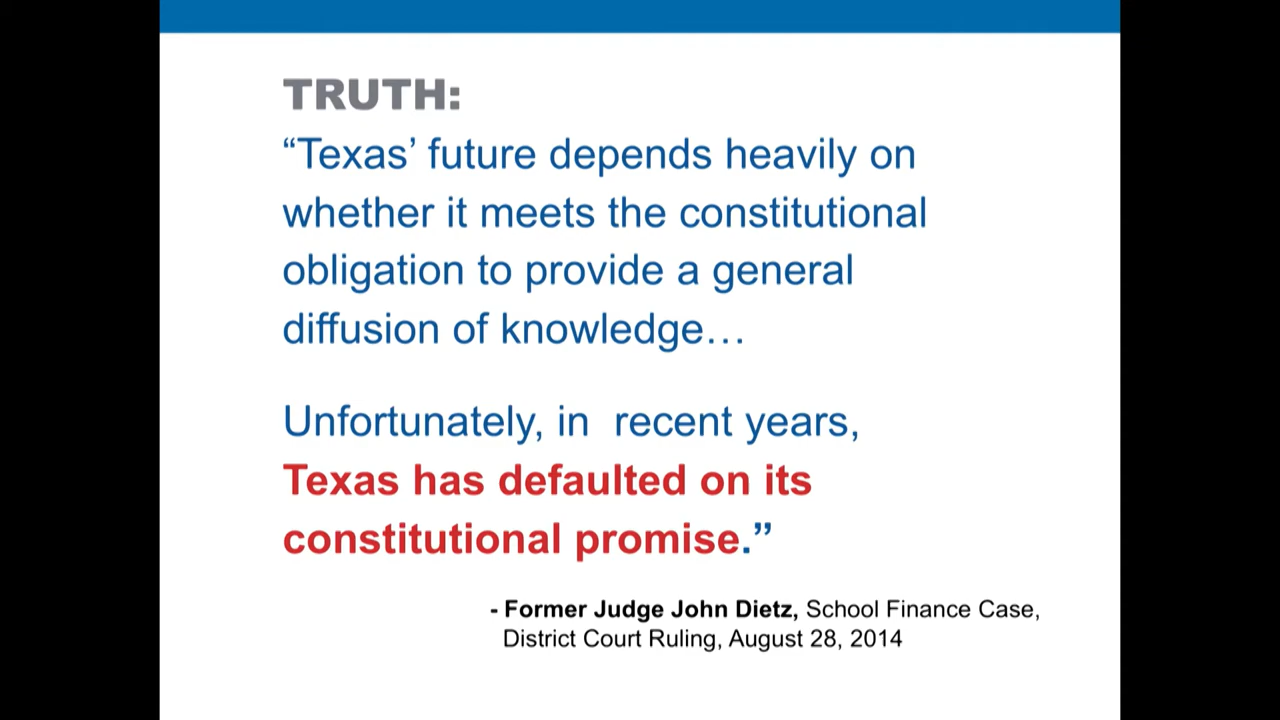 TRUTH:
“Texas’ future depends heavily on
whether it meets the constitutional
obligation to provide a general
diffusion of knowledge…
Unfortunately, in  recent years,
Texas has defaulted on its
constitutional promise.”
- Former Judge John Dietz, School Finance Case,
District Court Ruling, August 28, 2014